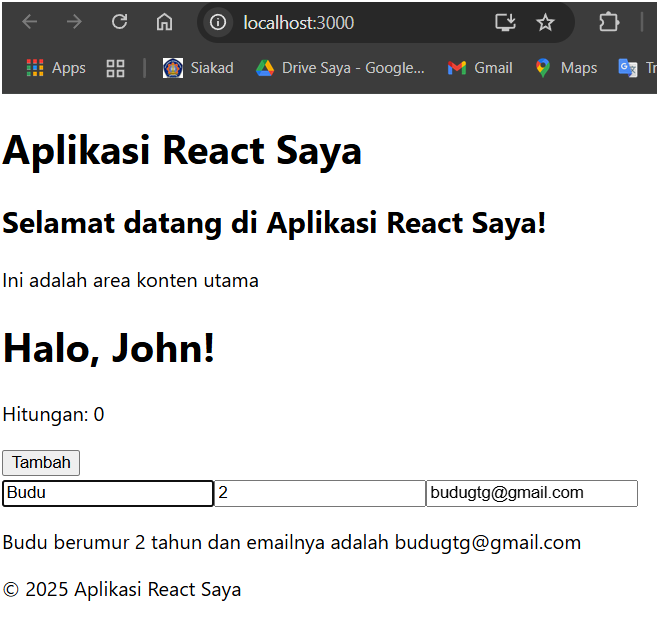 localhost:3000
Apps Siakad Drive Saya - Google... Gmail Maps Tr
Aplikasi React Saya
Selamat datang di Aplikasi React Saya!
Ini adalah area konten utama
Halo, John!
Hitungan: 0
Tambah
Budu 2 budugtg@gmail.com
Budu berumur 2 tahun dan emailnya adalah budugtg@gmail.com
© 2025 Aplikasi React Saya